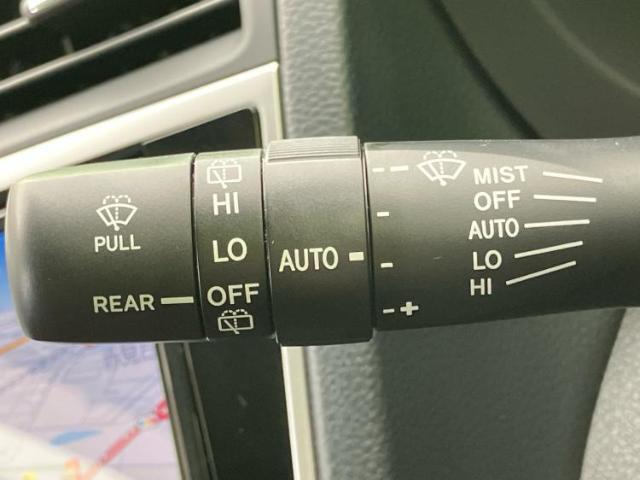 PULL
REAR
HI
LO
OFF
AUTO
- -
-
-
-+
MIST
OFF
AUTO
LO
HI